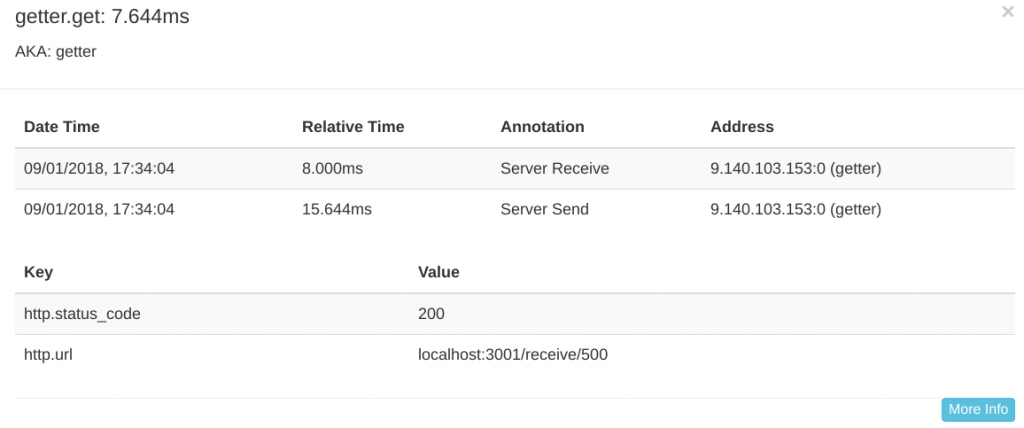 getter.get: 7.644ms
×
AKA: getter
Date Time Relative Time Annotation Address
09/01/2018, 17:34:04 8.000ms Server Receive 9.140.103.153:0 (getter)
09/01/2018, 17:34:04 15.644ms Server Send 9.140.103.153:0 (getter)
Key Value
http.status_code 200
http.url localhost:3001/receive/500
More Info